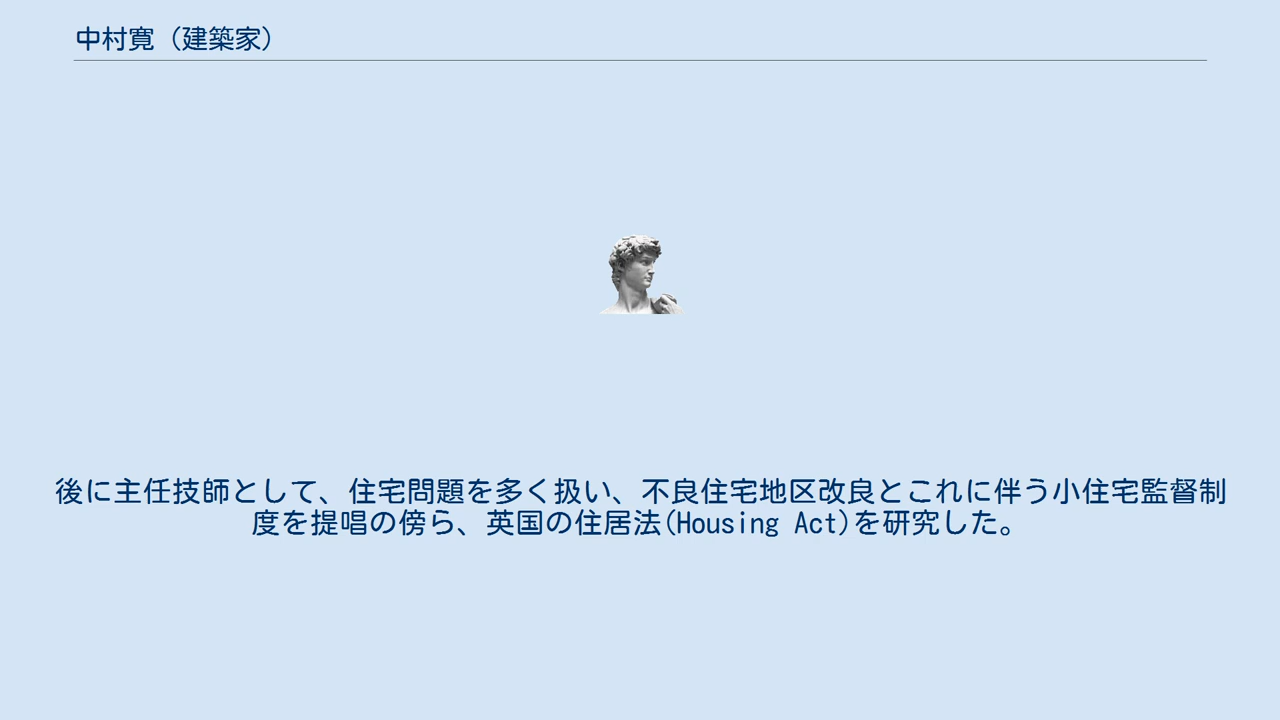 中村寛（建築家）
後に主任技師として、住宅問題を多く扱い、不良住宅地区改良とこれに伴う小住宅監督制
度を提唱の傍ら、英国の住居法(Housing Act)を研究した。